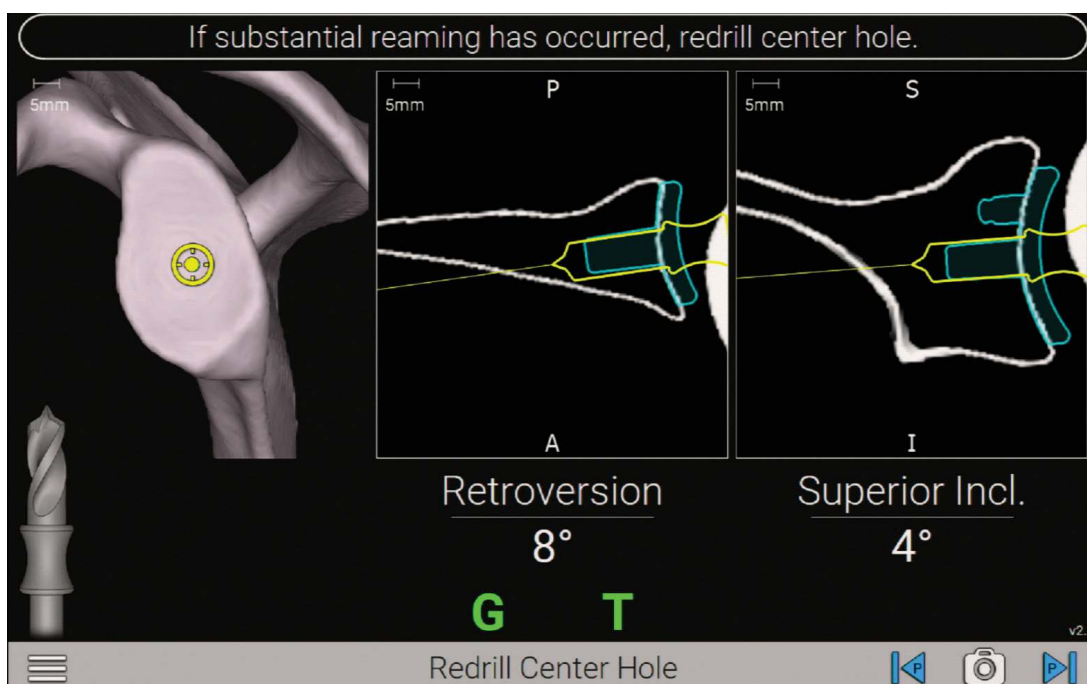 If substantial reaming has occurred, redrill center hole.
5mm
5mm
P
A
5mm
S
I
Retroversion
8°
Superior Incl.
4°
G T
v2.
Redrill Center Hole
P
P